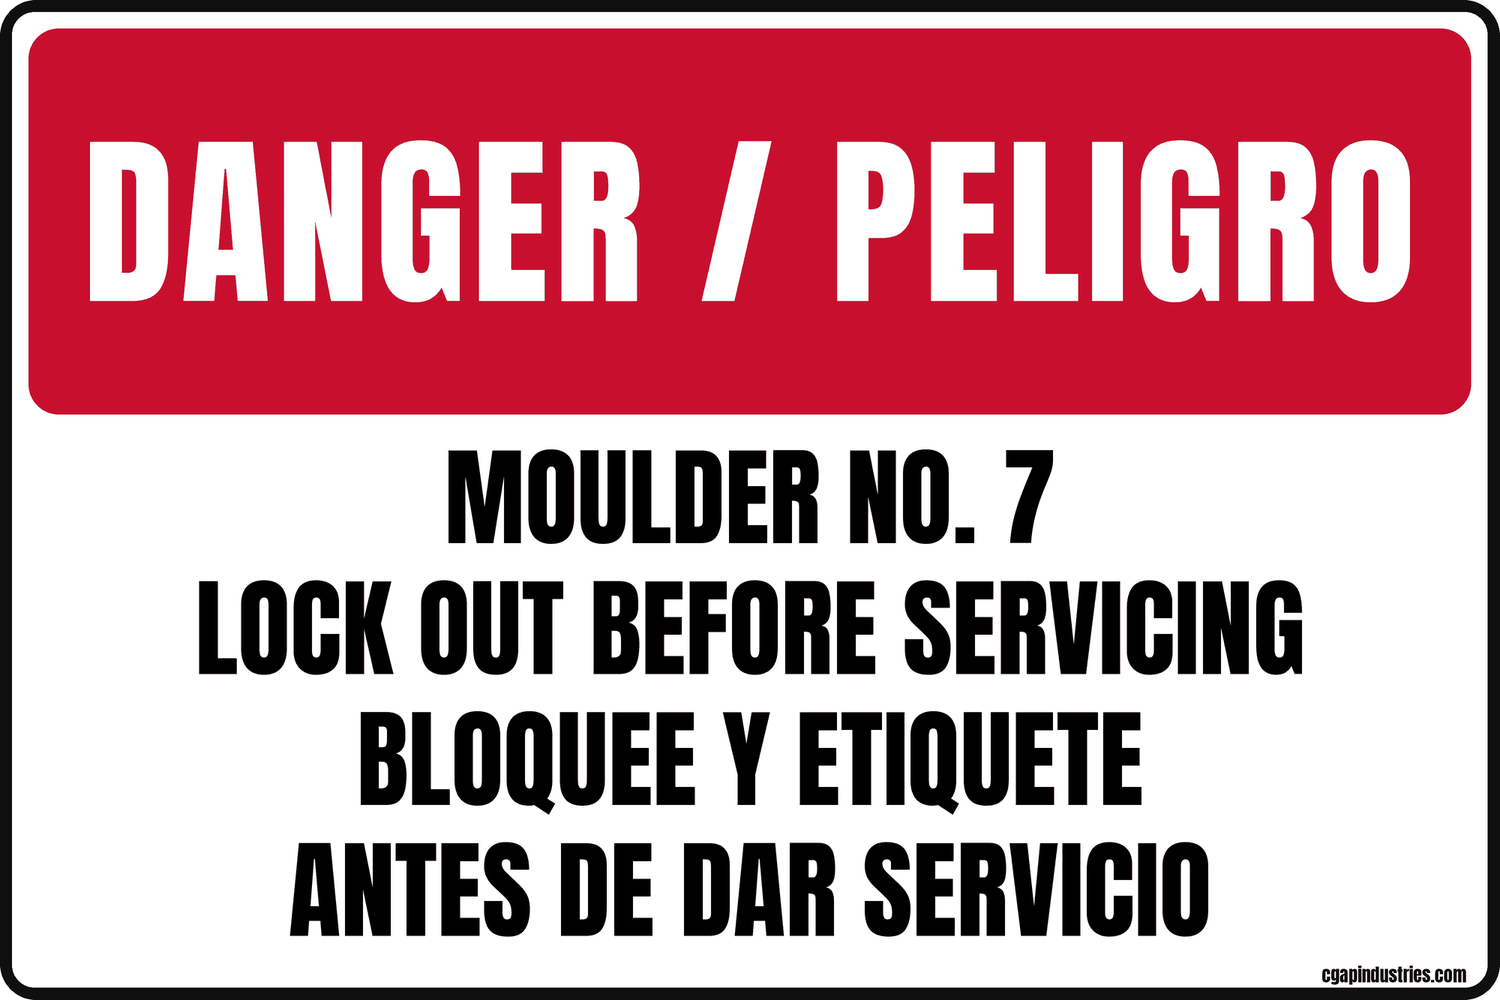 DANGER / PELIGRO
MOULDER NO. 7
LOCK OUT BEFORE SERVICING
BLOQUEE Y ETIQUETE
ANTES DE DAR SERVICIO
cgapindustries.com